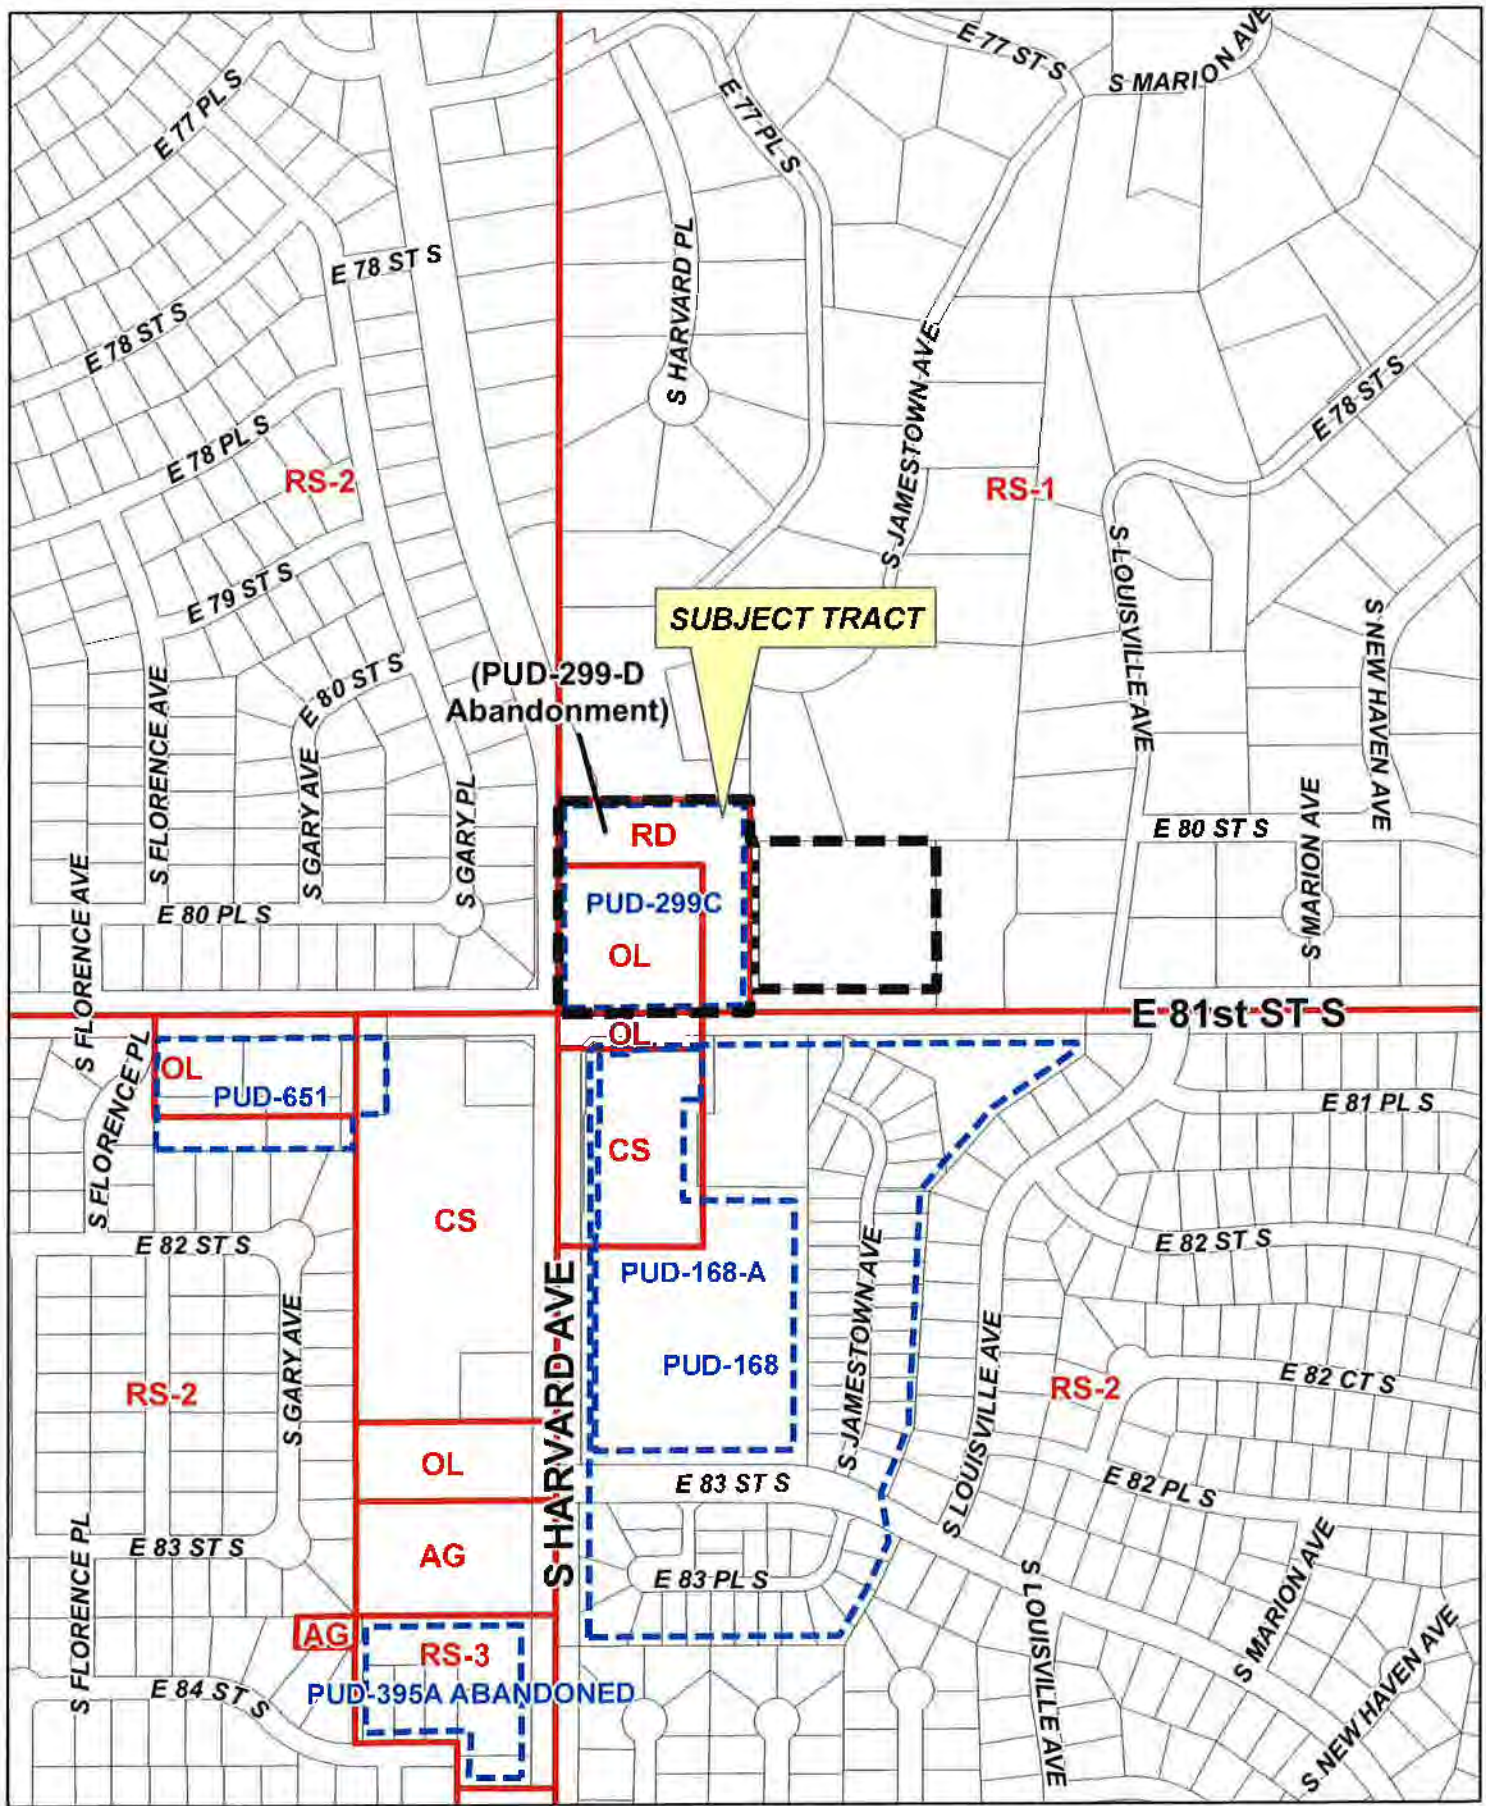 E 77 ST S
S MARION AVE
E 77 PL S
E 77 PL S
E 78 ST S
S HARVARD PL
E 78 ST S
S JAMESTOWN AVE
E 78 ST S
E 78 PL S
RS-2
RS-1
S LOUISVILLE AVE
E 79 ST S
SUBJECT TRACT
S NEW HAVEN AVE
(PUD-299-D
Abandonment)
E 80 ST S
S FLORENCE AVE
S GARY AVE
S GARY PL
RD
E 80 ST S
S MARION AVE
S FLORENCE AVE
E 80 PL S
PUD-299C
OL
E 81st ST S
OL
S FLORENCE PL
OL
PUD-651
E 81 PL S
CS
CS
E 82 ST S
E 82 ST S
PUD-168-A
S JAMESTOWN AVE
S HARVARD AVE
S GARY AVE
PUD-168
S LOUISVILLE AVE
RS-2
RS-2
E 82 CT S
OL
E 83 ST S
E 82 PL S
E 83 ST S
AG
E 83 PL S
S FLORENCE PL
S LOUISVILLE AVE
S MARION AVE
AG
RS-3
PUD-395A ABANDONED
E 84 ST S
S NEW HAVEN AVE